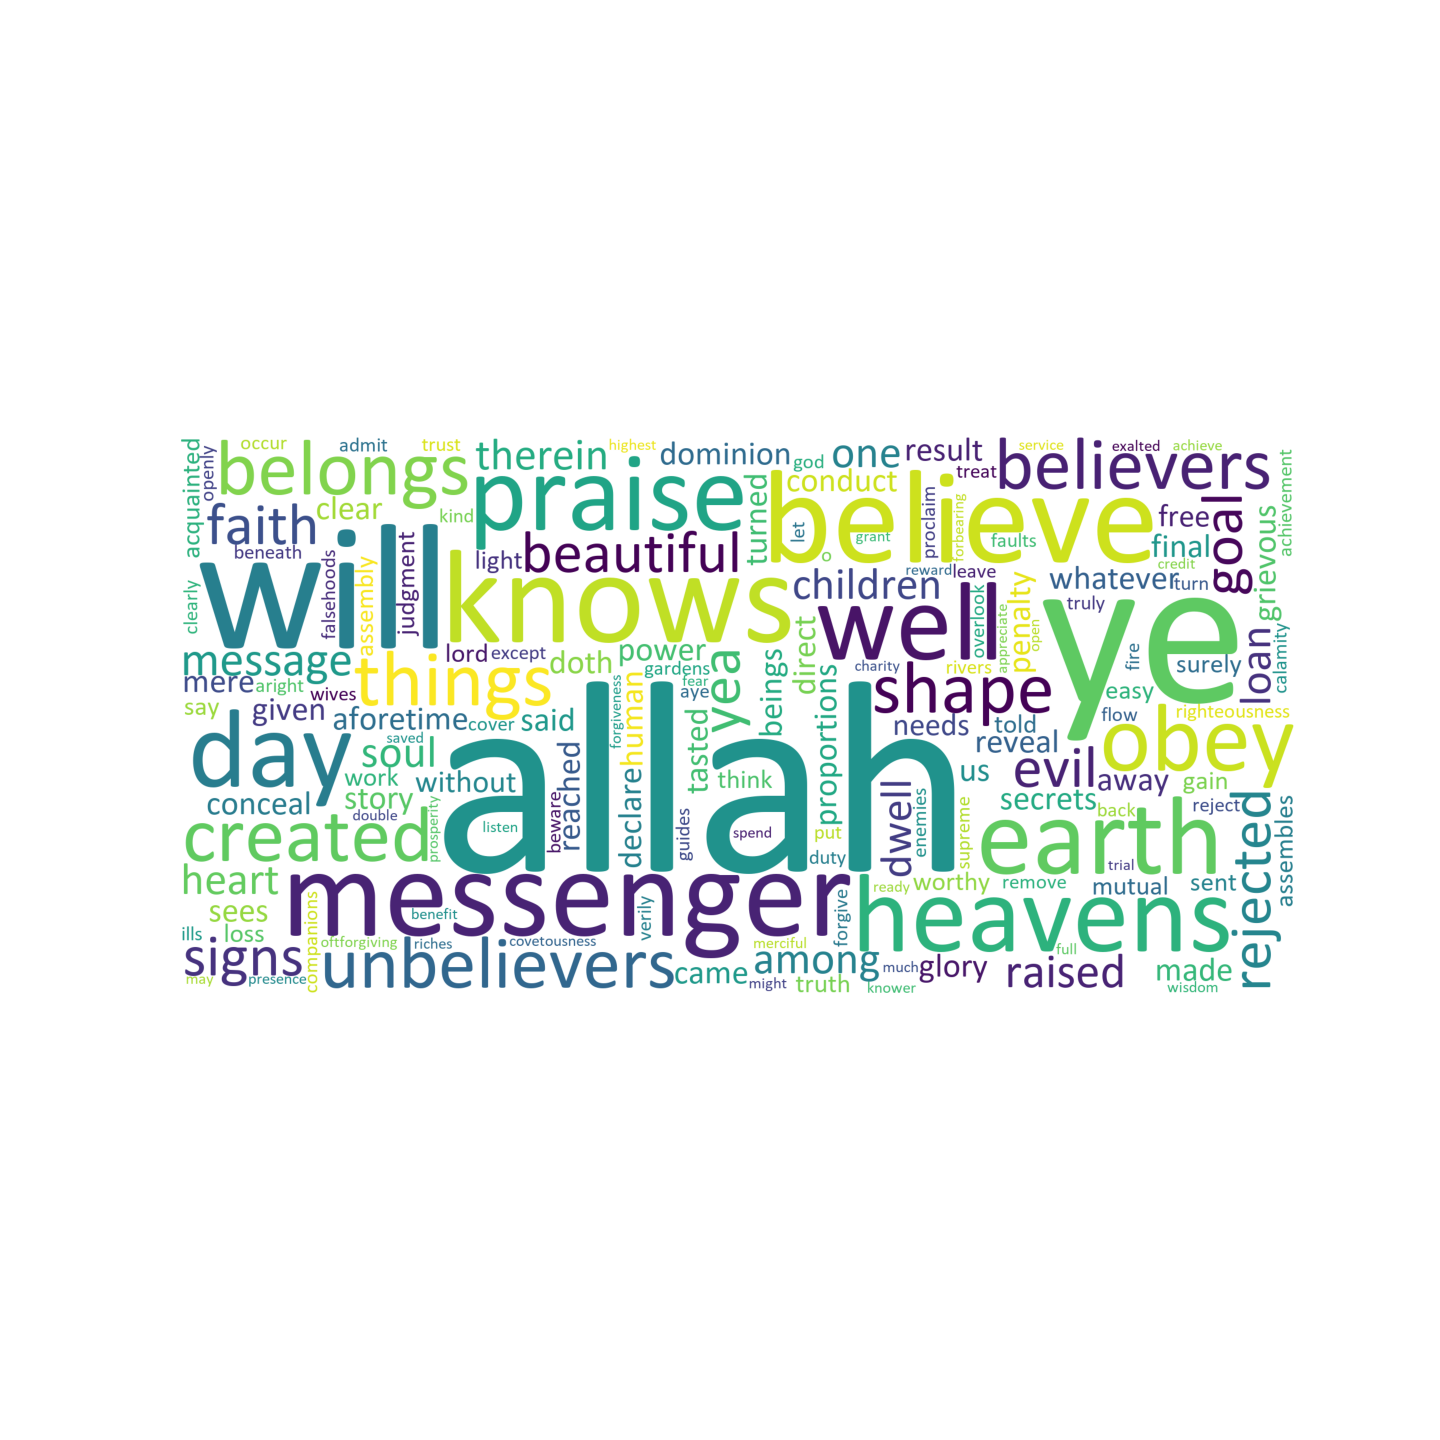 occur
admit
trust
highest
service
exalted
achieve
openly
acquainted
belongs
therein
dominion
god
one
result
treat
believers
praise
turned
conduct
believe
free
goal
grievous
achievement
faith
clear
kind
beneath
light
beautiful
let
o
grant
proclaim
forbearing
faults
final
credit
clearly
falsehoods
assembly
judgment
will
knows
children
reward
leave
overlook
appreciate
open
penalty
whatever
turn
truly
ye
well
message
lord
except
doth
power
gardens
yea
beings
direct
charity
rivers
fire
surely
loan
calamity
mere
aright
wives
things
forgiveness
human
fear
aye
proportions
shape
easy
righteousness
say
given
aforetime
cover
said
tasted
needs
told
flow
obey
day
saved
soul
reached
declare
think
reveal
us
evil
away
gain
work
without
conceal
story
double
prosperity
secrets
back
reject
rejected
assembles
created
allah
listen
beware
guides
spend
put
duty
dwell
enemies
supreme
earth
trial
heart
messenger
ready
worthy
remove
mutual
sent
sees
companions
benefit
verily
forgive
heavens
ills
loss
oftforgiving
riches
covetousness
merciful
full
signs
unbelievers
came
among
much
glory
raised
made
may
presence
might
truth
knower
wisdom